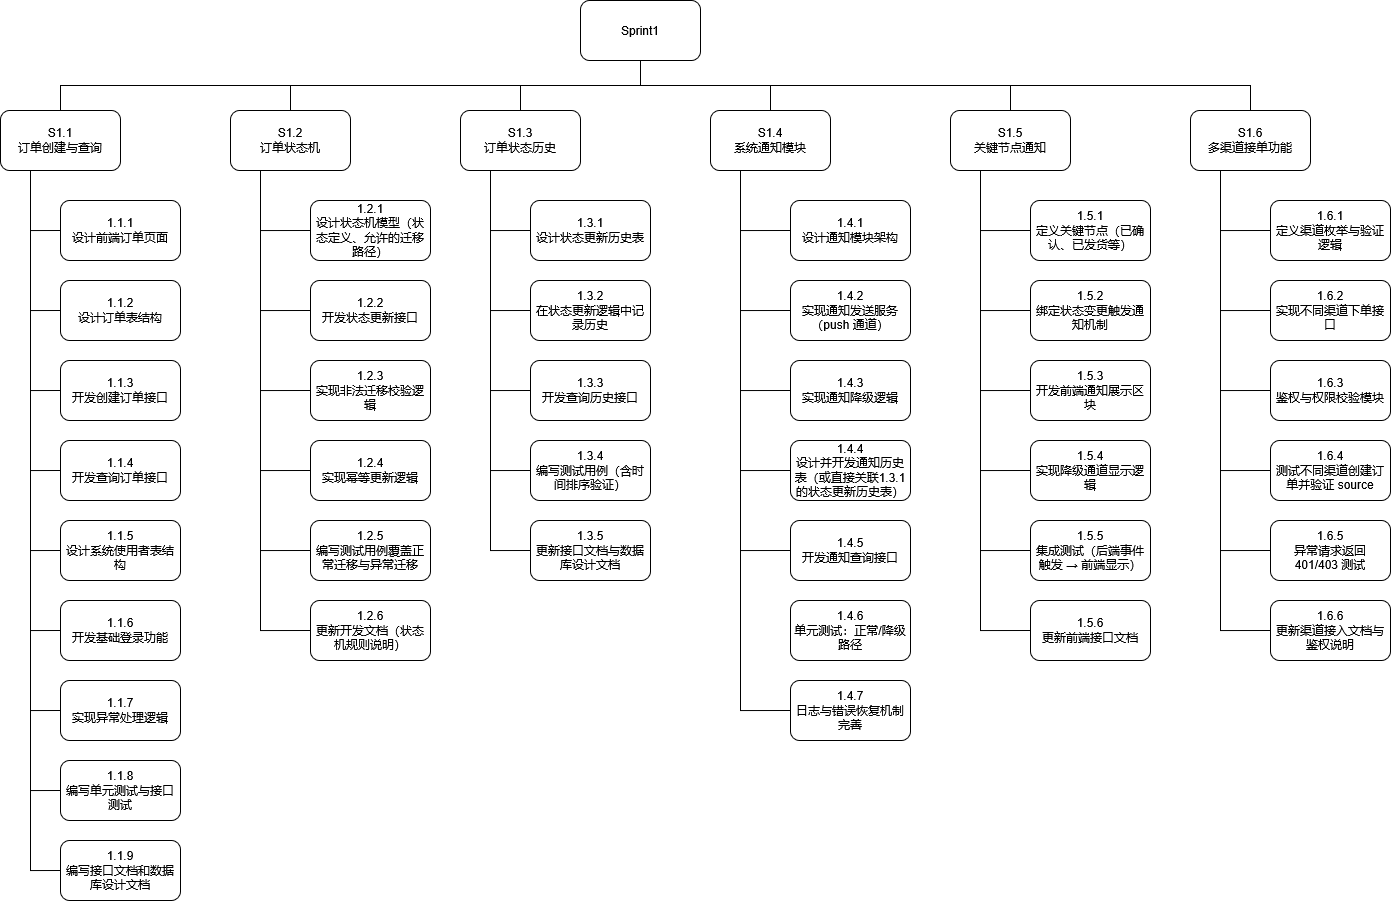 Sprint1
S1.1
订单创建与查询
S1.2
订单状态机
S1.3
订单状态历史
S1.4
系统通知模块
S1.5
关键节点通知
S1.6
多渠道接单功能
1.1.1
设计前端订单页面
1.1.2
设计订单表结构
1.1.3
开发创建订单接口
1.1.4
开发查询订单接口
1.1.5
设计系统使用者表结
构
1.1.6
开发基础登录功能
1.1.7
实现异常处理逻辑
1.1.8
编写单元测试与接口
测试
1.1.9
编写接口文档和数据
库设计文档
1.2.1
设计状态机模型（状
态定义、允许的迁移
路径）
1.2.2
开发状态更新接口
1.2.3
实现非法迁移校验逻
辑
1.2.4
实现幂等更新逻辑
1.2.5
编写测试用例覆盖正
常迁移与异常迁移
1.2.6
更新开发文档（状态
机规则说明）
1.3.1
设计状态更新历史表
1.3.2
在状态更新逻辑中记
录历史
1.3.3
开发查询历史接口
1.3.4
编写测试用例（含时
间排序验证）
1.3.5
更新接口文档与数据
库设计文档
1.4.1
设计通知模块架构
1.4.2
实现通知发送服务
（push 通道）
1.4.3
实现通知降级逻辑
1.4.4
设计并开发通知历史
表（或直接关联1.3.1
的状态更新历史表）
1.4.5
开发通知查询接口
1.4.6
单元测试：正常/降级
路径
1.4.7
日志与错误恢复机制
完善
1.5.1
定义关键节点（已确
认、已发货等）
1.5.2
绑定状态变更触发通
知机制
1.5.3
开发前端通知展示区
块
1.5.4
实现降级通道显示逻
辑
1.5.5
集成测试（后端事件
触发 → 前端显示）
1.5.6
更新前端接口文档
1.6.1
定义渠道枚举与验证
逻辑
1.6.2
实现不同渠道下单接
口
1.6.3
鉴权与权限校验模块
1.6.4
测试不同渠道创建订
单并验证 source
1.6.5
异常请求返回
401/403 测试
1.6.6
更新渠道接入文档与
鉴权说明